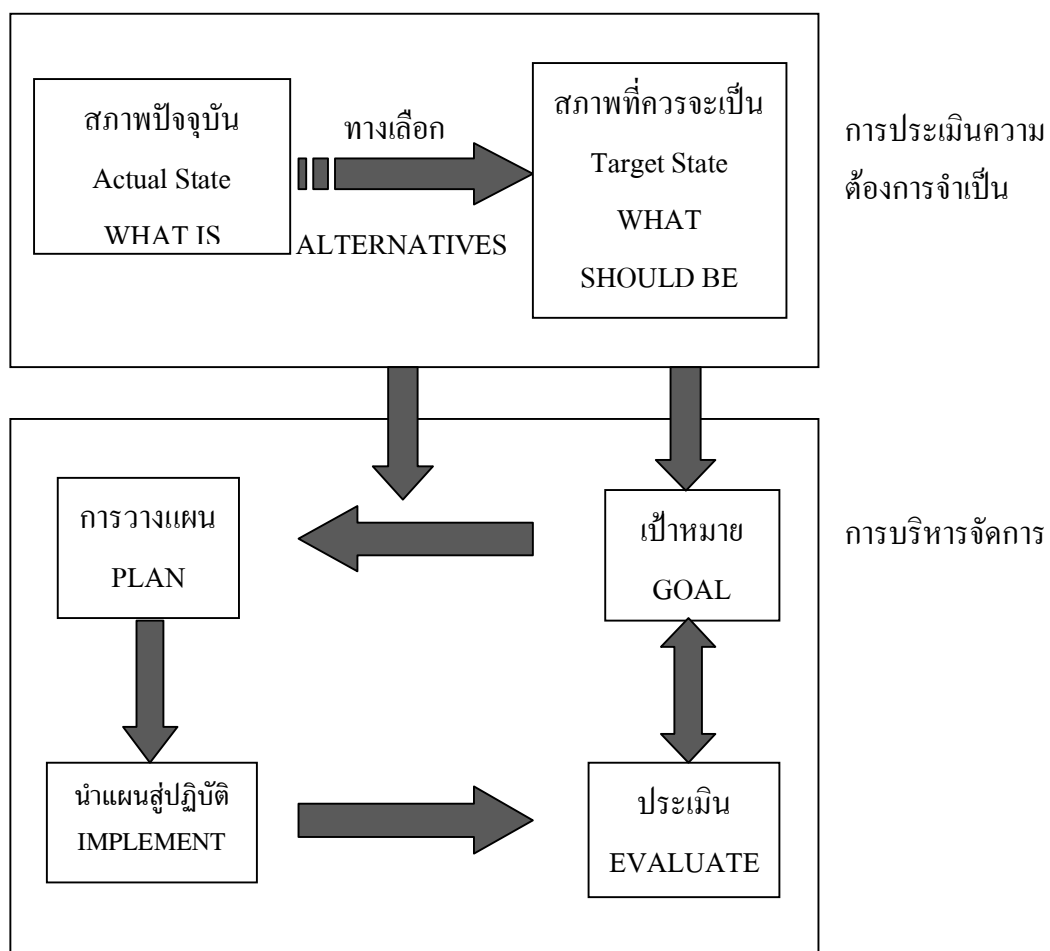 สภาพปัจจุบัน
Actual State
WHAT IS
ทางเลือก
ALTERNATIVES
สภาพที่ควรจะเป็น
Target State
WHAT
SHOULD BE
การประเมินความ
ต้องการจำเป็น
การวางแผน
PLAN
เป้าหมาย
GOAL
การบริหารจัดการ
นำแผนสู่ปฏิบัติ
IMPLEMENT
ประเมิน
EVALUATE